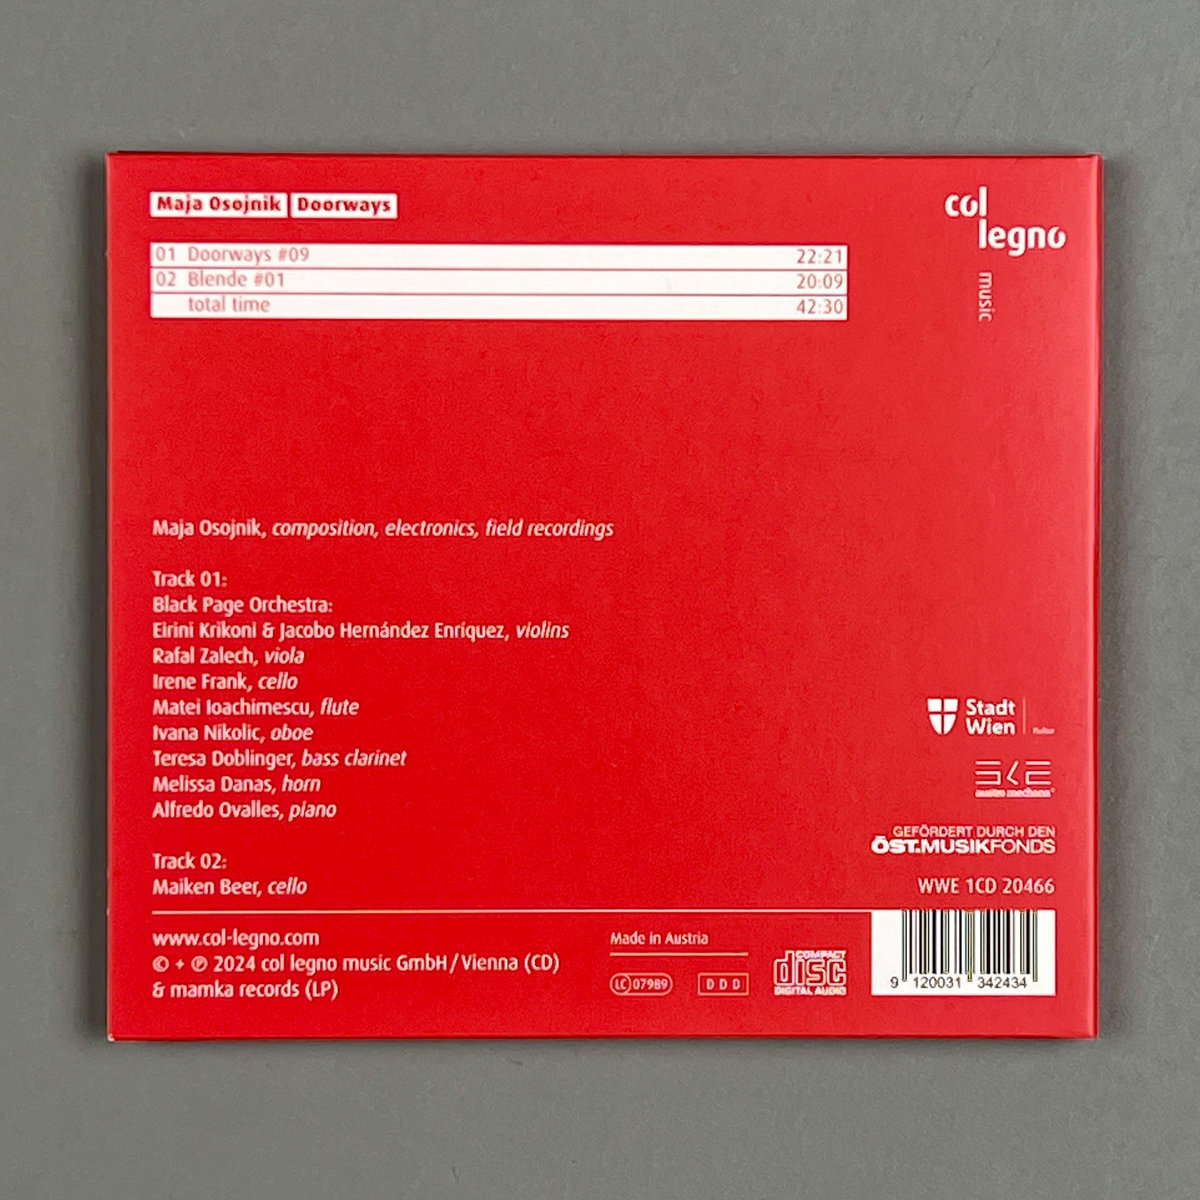 Maja Osojnik Doorways
01 Doorways #09 22:21
02 Blende #01 20:09
total time 42:30
col
legno
music
Maja Osojnik, composition, electronics, field recordings
Track 01:
Black Page Orchestra:
Eirini Krikoni & Jacobo Hernández Enríquez, violins
Rafal Zalech, viola
Irene Frank, cello
Matei Ioachimescu, flute
Ivana Nikolic, oboe
Teresa Doblinger, bass clarinet
Melissa Danas, horn
Alfredo Ovalles, piano
Track 02:
Maiken Beer, cello
Stadt
Wien Kultur
SKE
austro mechana
GEFÖRDERT DURCH DEN
ÖST.MUSIKFONDS
WWE 1CD 20466
www.col-legno.com
© + ℗ 2024 col legno music GmbH/Vienna (CD)
& mamka records (LP)
Made in Austria
LC 07989
D D D
COMPACT
disc
DIGITAL AUDIO
9 120031 342434